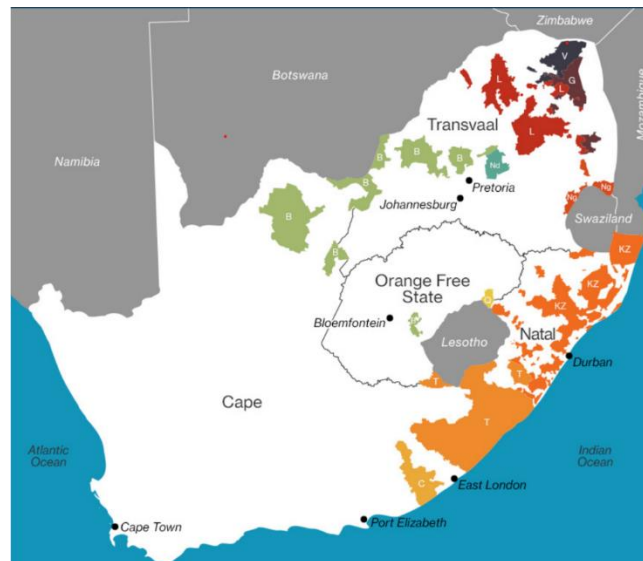 Zimbabwe
Botswana
Mozambique
Namibia
V
G
L
L
L
Transvaal
B
B
B
B
B
B
Nd
Pretoria
Johannesburg
Ng
Ng
Swaziland
KZ
KZ
KZ
Orange Free
State
Bloemfontein
Q
Lesotho
Natal
Durban
T
T
T
Cape
C
Atlantic
Ocean
Indian
Ocean
East London
Port Elizabeth
Cape Town